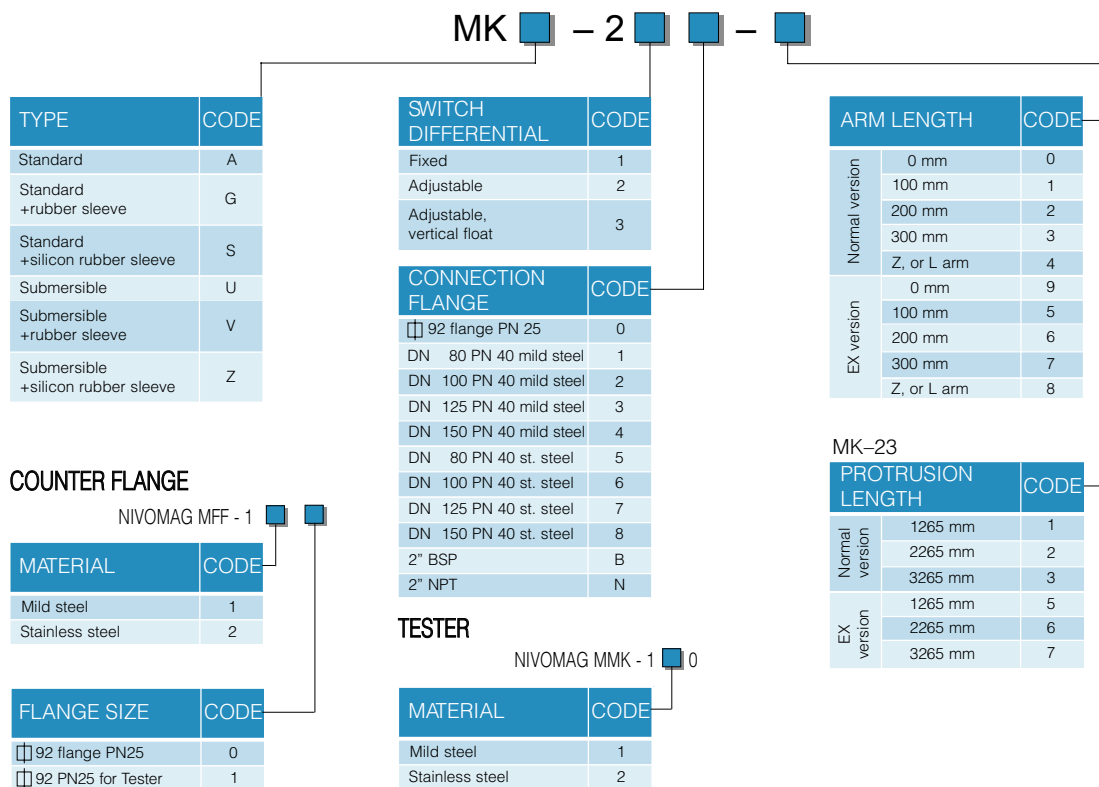 MK – 2 –
TYPE CODE
Standard A
Standard
+rubber sleeve G
Standard
+silicon rubber sleeve S
Submersible U
Submersible
+rubber sleeve V
Submersible
+silicon rubber sleeve Z
COUNTER FLANGE
NIVOMAG MFF - 1
MATERIAL CODE
Mild steel 1
Stainless steel 2
FLANGE SIZE CODE
92 flange PN25 0
92 PN25 for Tester 1
SWITCH
DIFFERENTIAL CODE
Fixed 1
Adjustable 2
Adjustable,
vertical float 3
CONNECTION
FLANGE CODE
92 flange PN 25 0
DN 80 PN 40 mild steel 1
DN 100 PN 40 mild steel 2
DN 125 PN 40 mild steel 3
DN 150 PN 40 mild steel 4
DN 80 PN 40 st. steel 5
DN 100 PN 40 st. steel 6
DN 125 PN 40 st. steel 7
DN 150 PN 40 st. steel 8
2” BSP B
2” NPT N
TESTER
NIVOMAG MMK - 1 0
MATERIAL CODE
Mild steel 1
Stainless steel 2
ARM LENGTH CODE
Normal version
0 mm 0
100 mm 1
200 mm 2
300 mm 3
Z, or L arm 4
EX version
0 mm 9
100 mm 5
200 mm 6
300 mm 7
Z, or L arm 8
MK–23
PROTRUSION
LENGTH CODE
Normal
version
1265 mm 1
2265 mm 2
3265 mm 3
EX
version
1265 mm 5
2265 mm 6
3265 mm 7